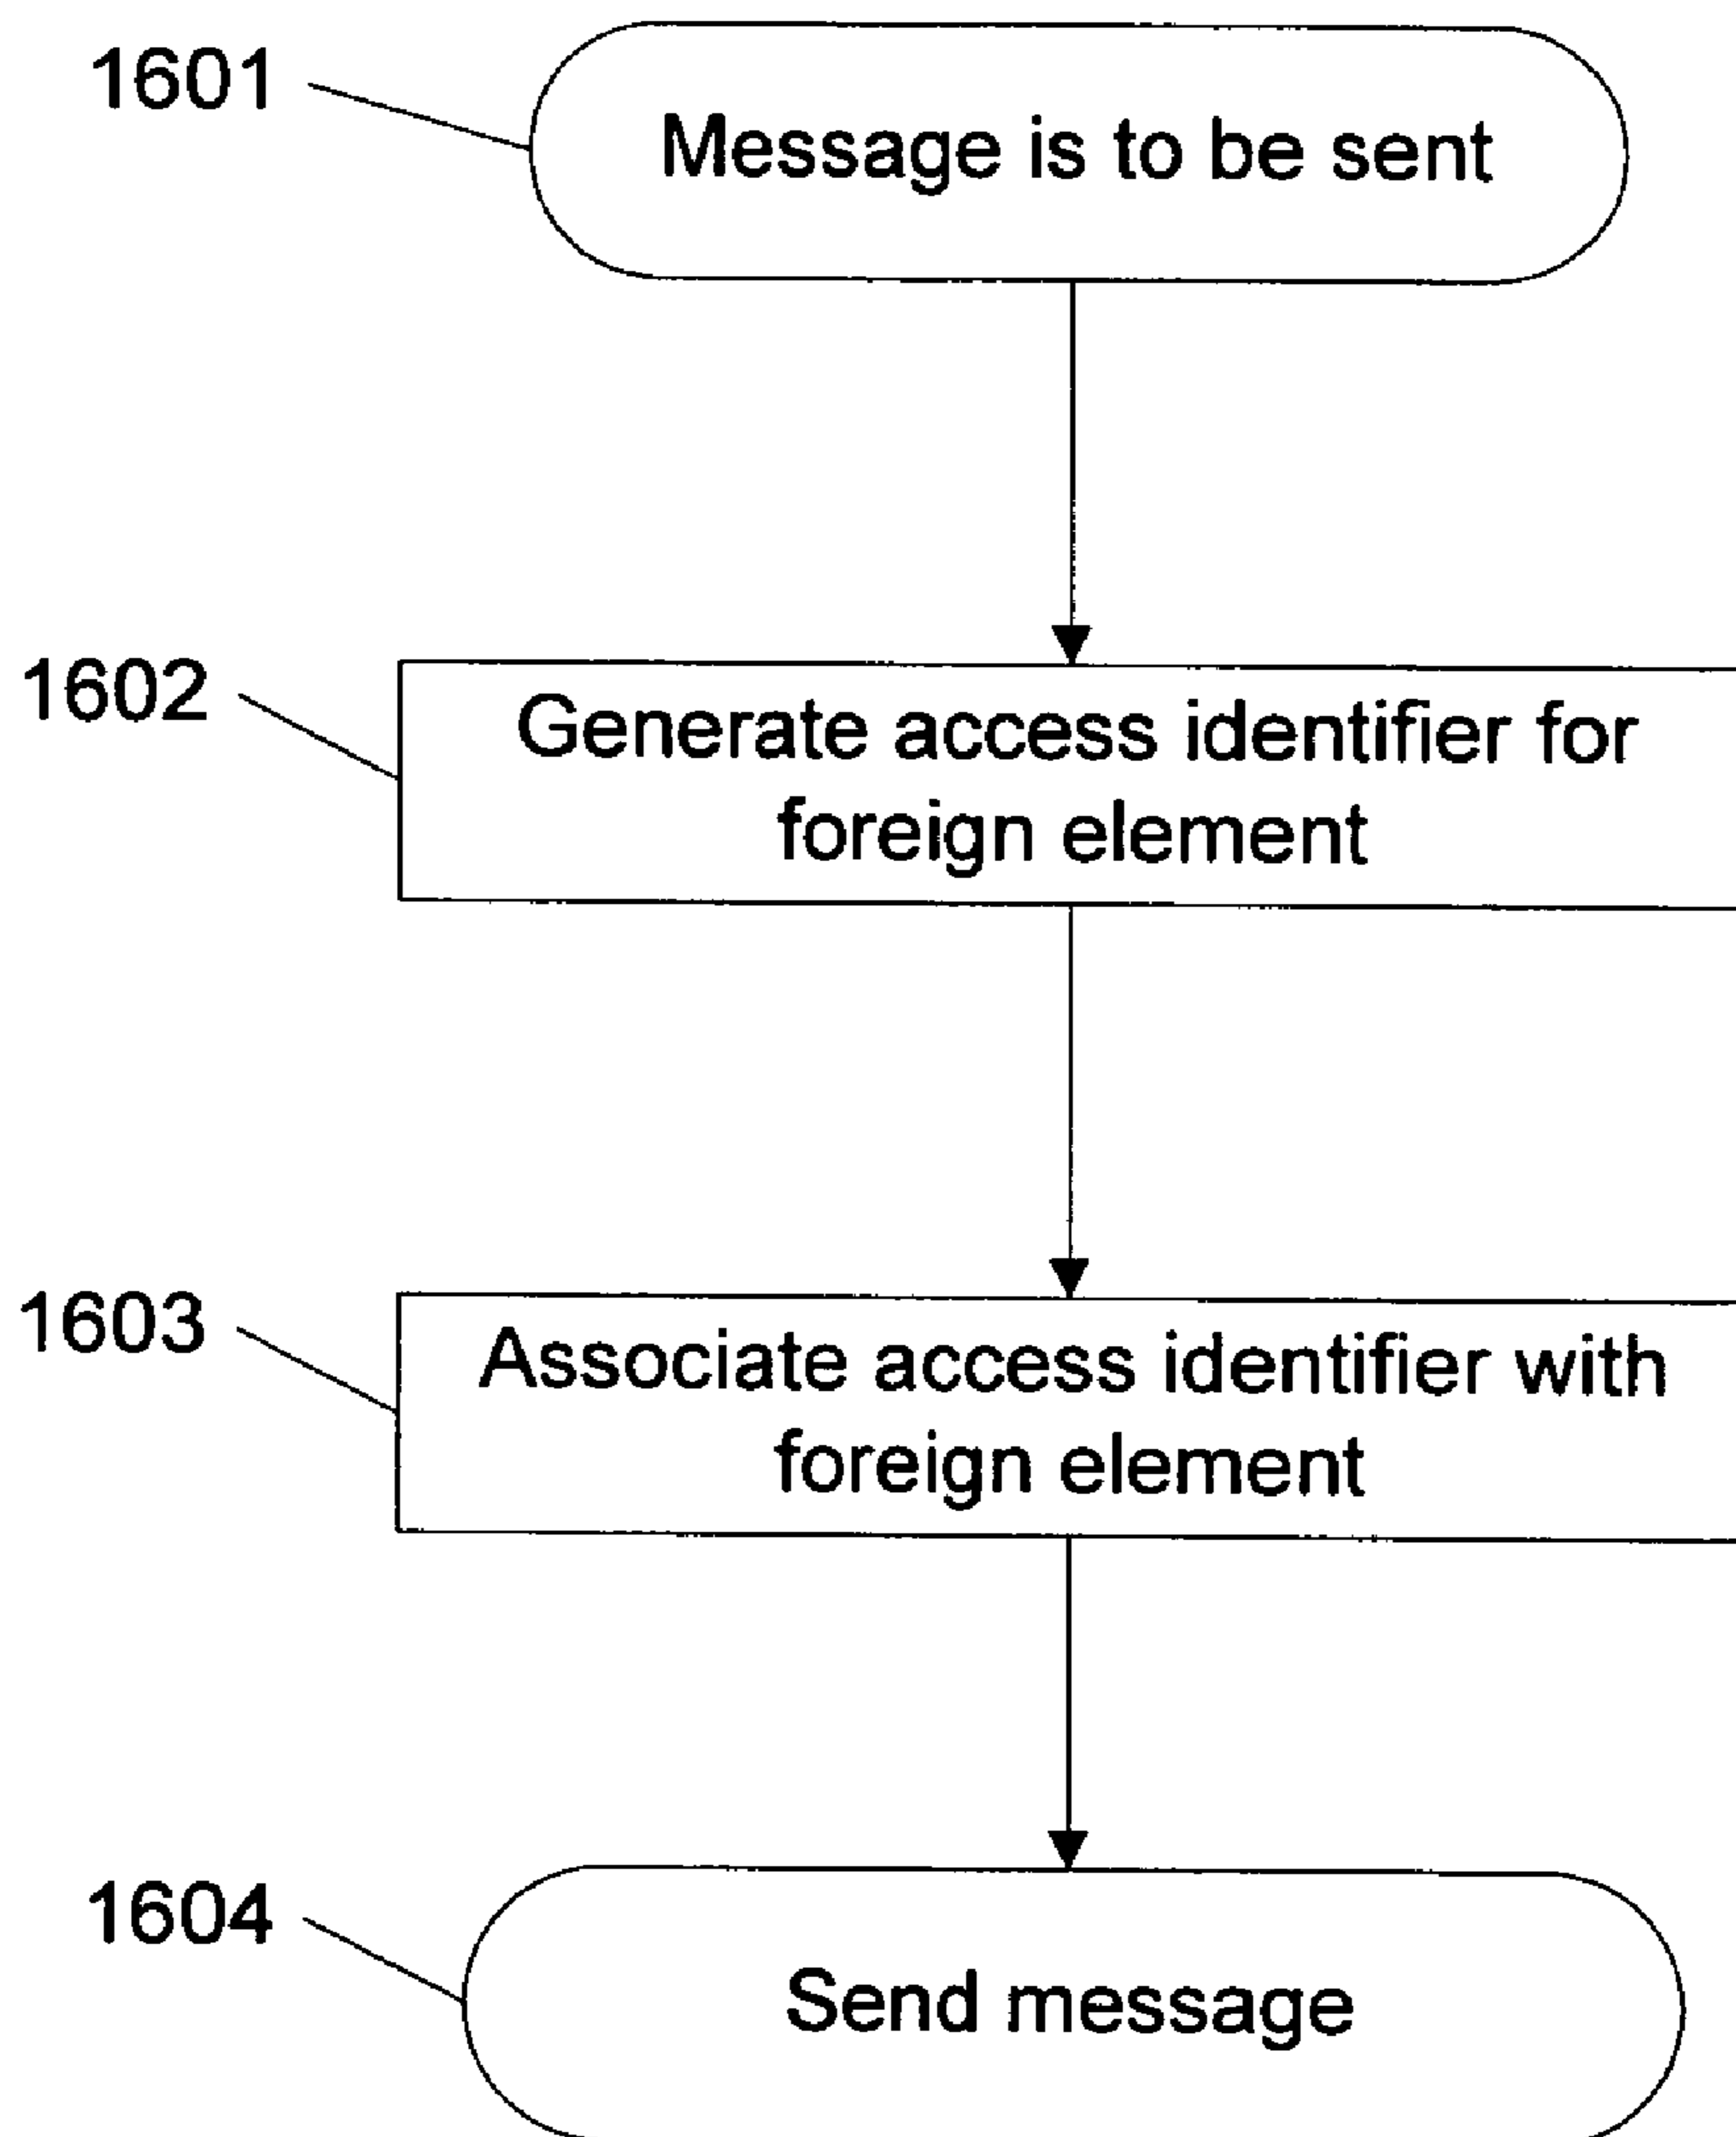 1601
Message is to be sent
1602
Generate access identifier for
foreign element
1603
Associate access identifier with
foreign element
1604
Send message